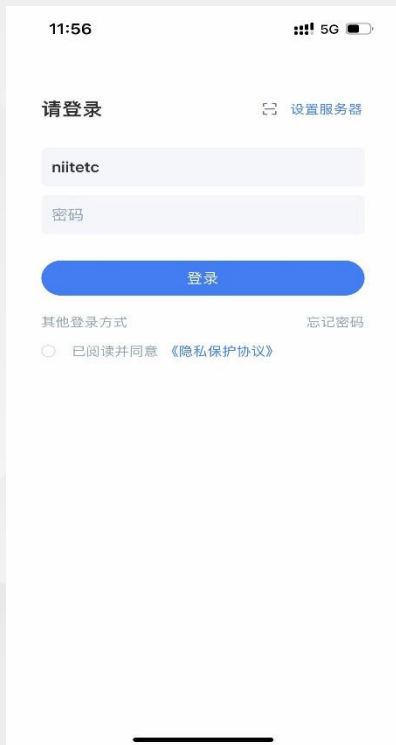 11:56 5G
请登录 设置服务器
niitetc
密码
登录
其他登录方式 忘记密码
已阅读并同意 《隐私保护协议》